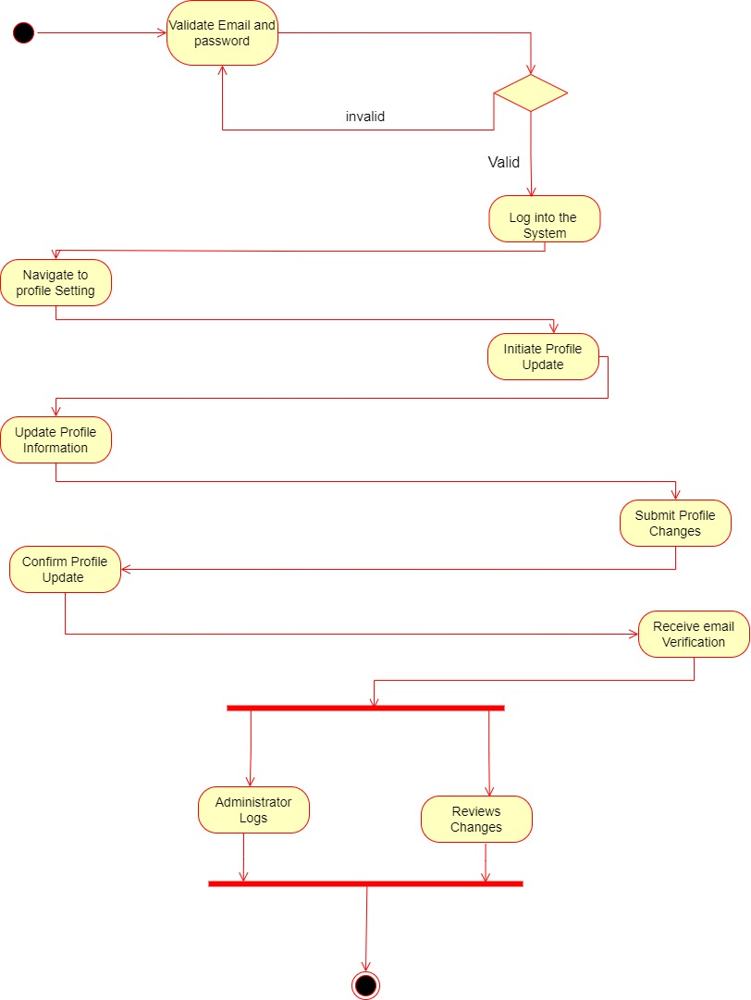 Validate Email and
password
invalid
Valid
Log into the
System
Navigate to
profile Setting
Initiate Profile
Update
Update Profile
Information
Submit Profile
Changes
Confirm Profile
Update
Receive email
Verification
Administrator
Logs
Reviews
Changes